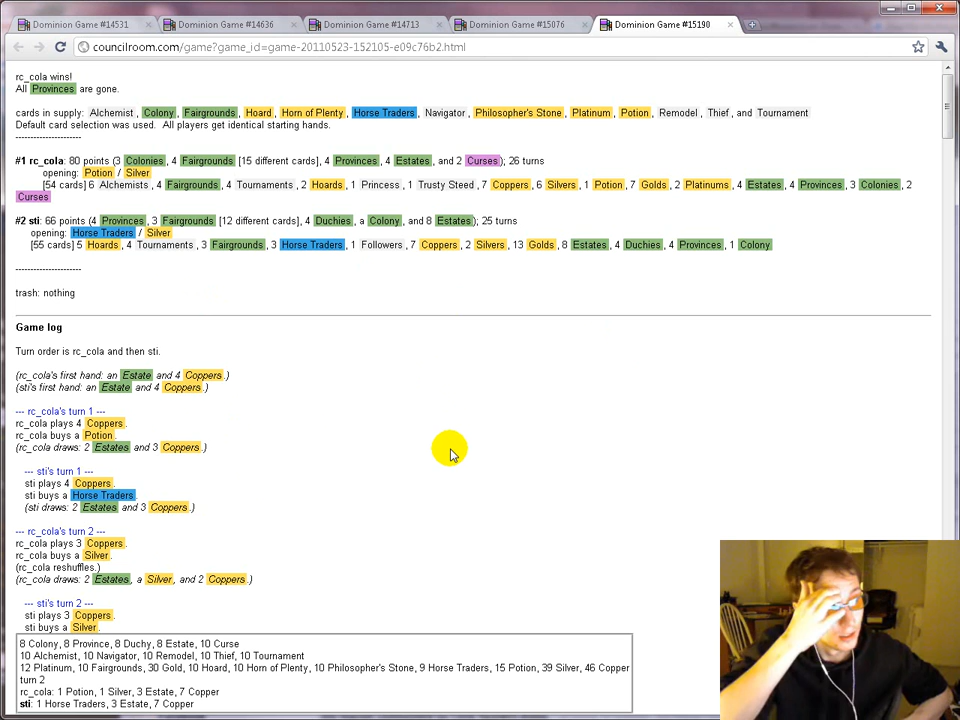 Dominion Game #14531
Dominion Game #14636
Dominion Game #14713
Dominion Game #15076
Dominion Game #15190
councilroom.com/game?game_id=game-20110523-152105-e09c76b2.html
rc_cola wins!
All Provinces are gone.
cards in supply: Alchemist , Colony, Fairgrounds, Hoard, Horn of Plenty, Horse Traders, Navigator, Philosopher's Stone, Platinum, Potion, Remodel, Thief, and Tournament
Default card selection was used. All players get identical starting hands.
----------------------
#1 rc_cola: 80 points (3 Colonies, 4 Fairgrounds [15 different cards], 4 Provinces, 4 Estates, and 2 Curses); 26 turns
opening: Potion / Silver
[54 cards] 6 Alchemists , 4 Fairgrounds, 4 Tournaments, 2 Hoards, 1 Princess, 1 Trusty Steed, 7 Coppers, 6 Silvers, 1 Potion, 7 Golds, 2 Platinums, 4 Estates, 4 Provinces, 3 Colonies, 2
Curses
#2 sti: 66 points (4 Provinces, 3 Fairgrounds [12 different cards], 4 Duchies, a Colony, and 8 Estates); 25 turns
opening: Horse Traders / Silver
[55 cards] 5 Hoards, 4 Tournaments, 3 Fairgrounds, 3 Horse Traders, 1 Followers, 7 Coppers, 2 Silvers, 13 Golds, 8 Estates, 4 Duchies, 4 Provinces, 1 Colony
----------------------
trash: nothing
Game log
Turn order is rc_cola and then sti.
(rc_cola's first hand: an Estate and 4 Coppers.)
(sti's first hand: an Estate and 4 Coppers.)
--- rc_cola's turn 1 ---
rc_cola plays 4 Coppers.
rc_cola buys a Potion.
(rc_cola draws: 2 Estates and 3 Coppers.)
--- sti's turn 1 ---
sti plays 4 Coppers.
sti buys a Horse Traders.
(sti draws: 2 Estates and 3 Coppers.)
--- rc_cola's turn 2 ---
rc_cola plays 3 Coppers.
rc_cola buys a Silver.
(rc_cola reshuffles.)
(rc_cola draws: 2 Estates, a Silver, and 2 Coppers.)
--- sti's turn 2 ---
sti plays 3 Coppers.
sti buys a Silver.
8 Colony, 8 Province, 8 Duchy, 8 Estate, 10 Curse
10 Alchemist, 10 Navigator, 10 Remodel, 10 Thief, 10 Tournament
12 Platinum, 10 Fairgrounds, 30 Gold, 10 Hoard, 10 Horn of Plenty, 10 Philosopher's Stone, 9 Horse Traders, 15 Potion, 39 Silver, 46 Copper
turn 2
rc_cola: 1 Potion, 1 Silver, 3 Estate, 7 Copper
sti: 1 Horse Traders, 3 Estate, 7 Copper